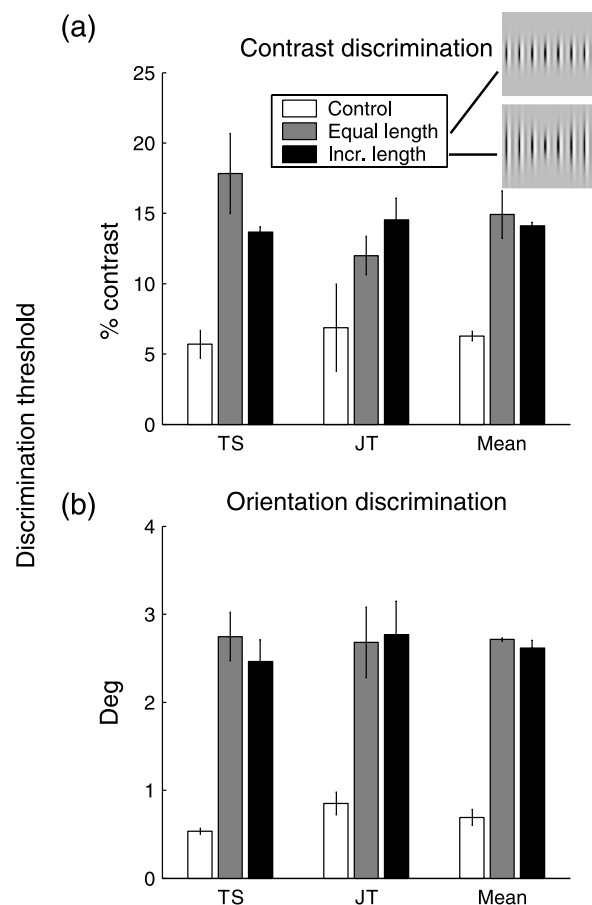 (a)
Contrast discrimination
Control
Equal length
Incr. length
25
20
15
10
5
0
% contrast
TS JT Mean
Discrimination threshold
(b)
Orientation discrimination
4
3
2
1
0
Deg
TS JT Mean